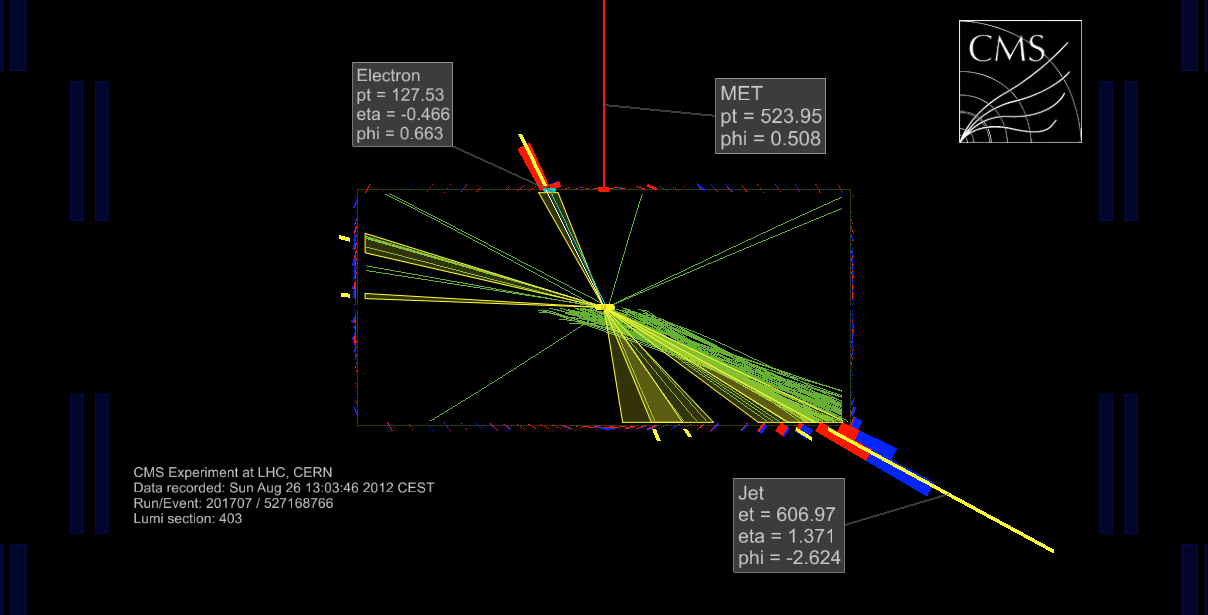 CMS
Electron
pt = 127.53
eta = -0.466
phi = 0.663
MET
pt = 523.95
phi = 0.508
CMS Experiment at LHC, CERN
Data recorded: Sun Aug 26 13:03:46 2012 CEST
Run/Event: 201707 / 527168766
Lumi section: 403
Jet
et = 606.97
eta = 1.371
phi = -2.624